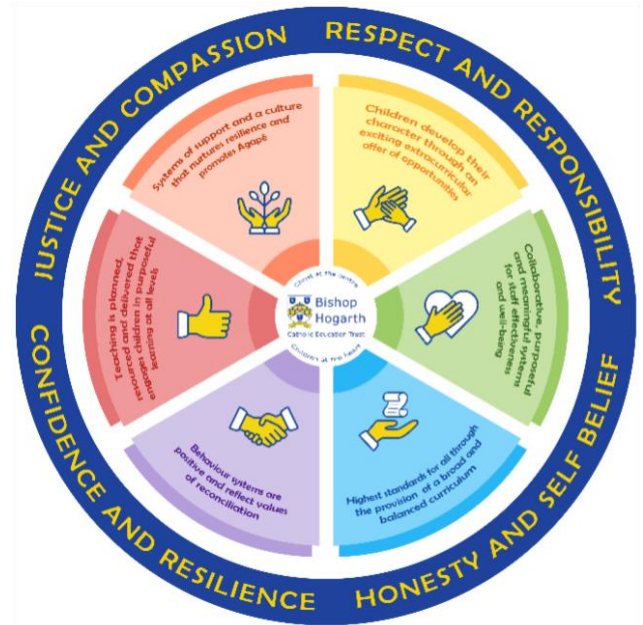 JUSTICE AND COMPASSION
RESPECT AND RESPONSIBILITY
HONESTY AND SELF BELIEF
CONFIDENCE AND RESILIENCE
Systems of support and a culture
that nurtures resilience and
promotes Agapé
Children develop their
character through an
exciting extracurricular
offer of opportunities
Collaborative, purposeful
and meaningful systems
for staff effectiveness
and well-being
Highest standards for all through
the provision of a broad and
balanced curriculum
Behaviour systems are
positive and reflect values
of reconciliation
Teaching is planned,
resourced and delivered that
engages children in purposeful
learning at all levels
Christ at the centre
Bishop
Hogarth
Catholic Education Trust
Children at the heart